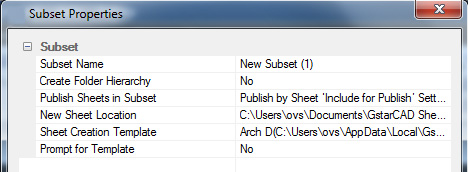 Subset Properties
Subset
Subset Name New Subset (1)
Create Folder Hierarchy No
Publish Sheets in Subset Publish by Sheet 'Include for Publish' Sett...
New Sheet Location C:\Users\ovs\Documents\GstarCAD She...
Sheet Creation Template Arch D(C:\Users\ovs\AppData\Local\Gs...
Prompt for Template No